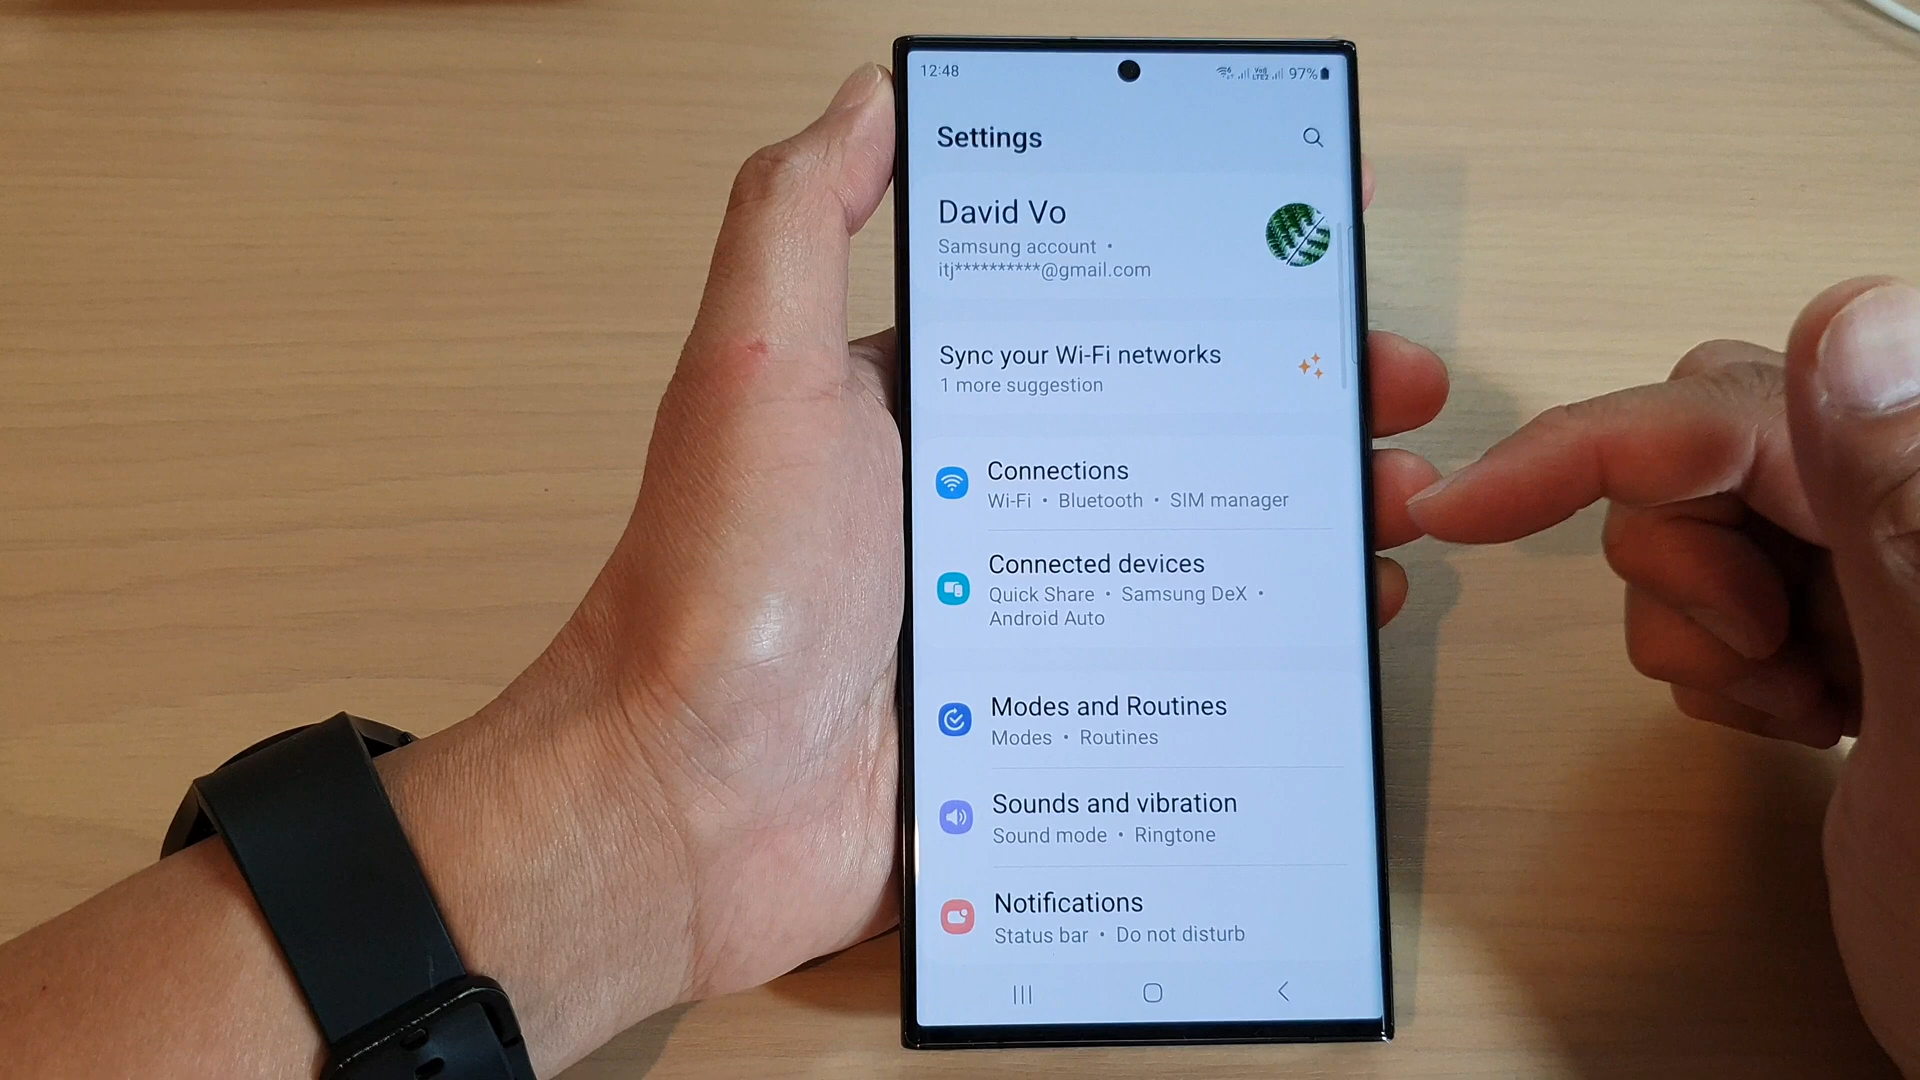 12:48
97%
Settings
David Vo
Samsung account •
itj**********@gmail.com
Sync your Wi-Fi networks
1 more suggestion
Connections
Wi-Fi • Bluetooth • SIM manager
Connected devices
Quick Share • Samsung DeX •
Android Auto
Modes and Routines
Modes • Routines
Sounds and vibration
Sound mode • Ringtone
Notifications
Status bar • Do not disturb